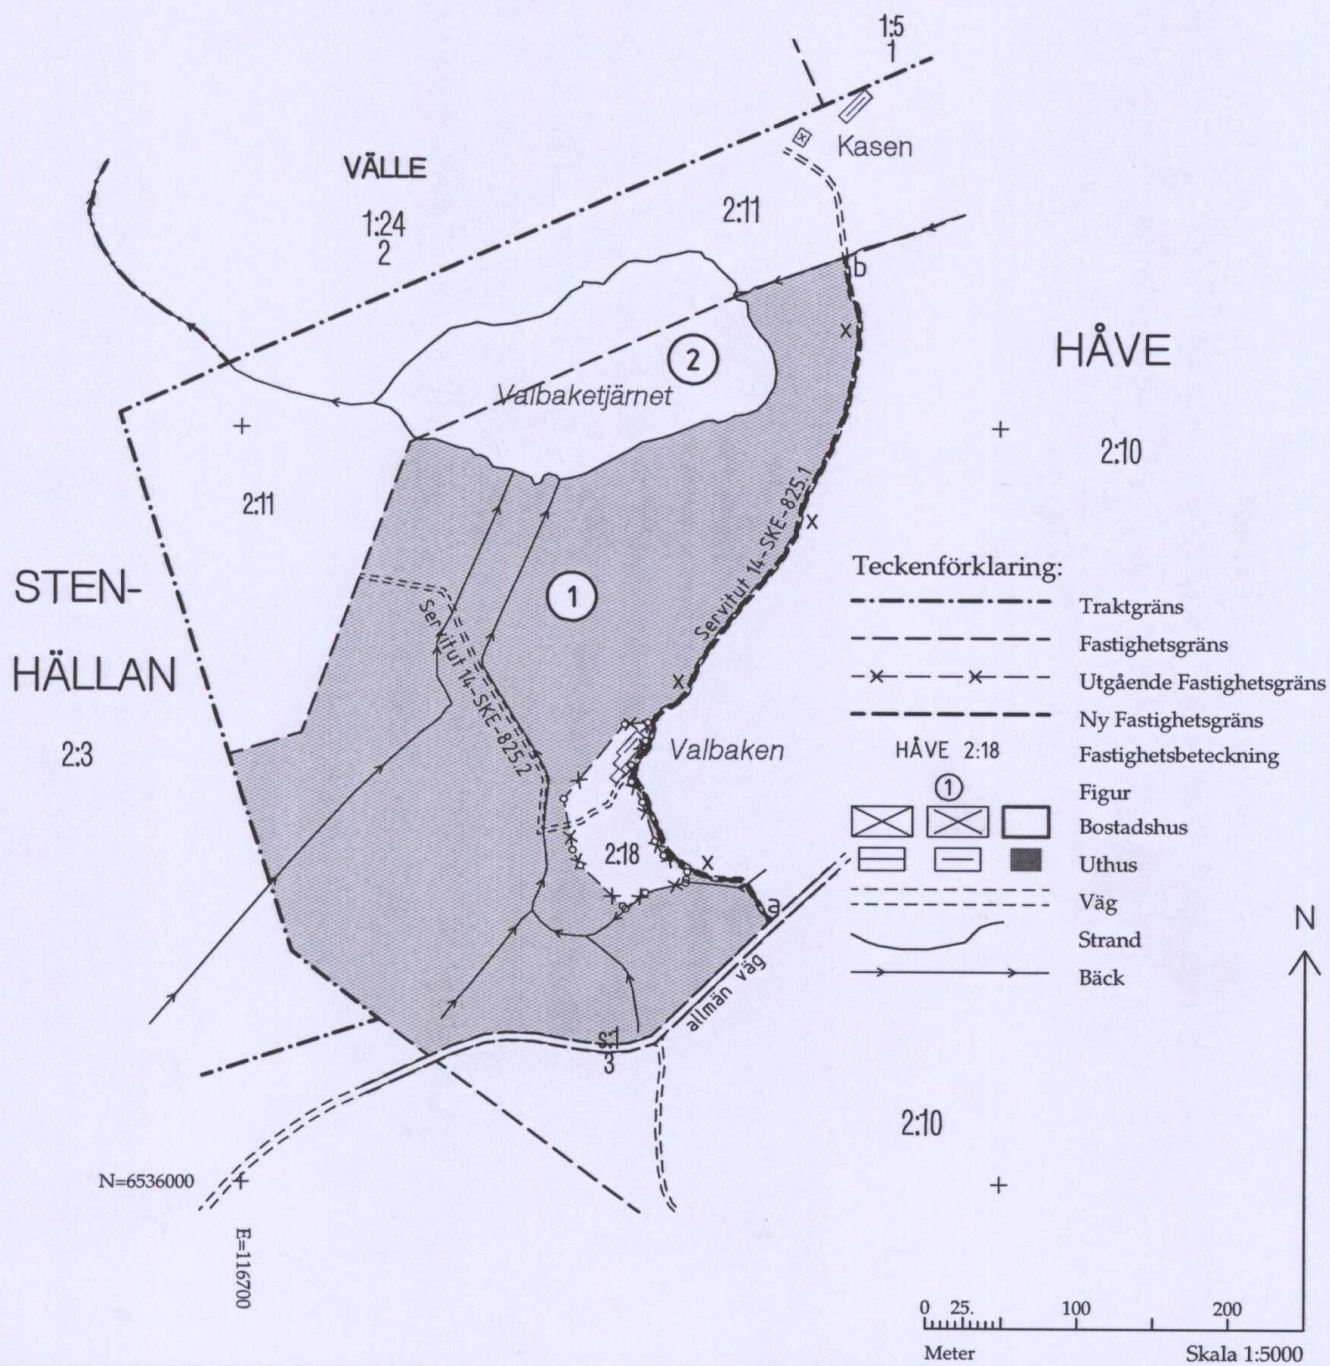 1:5
1
Kasen
VÄLLE
1:24
2
2:11
b
HÅVE
2:10
2
Valbaketjärnet
2:11
1
Servitut 14-SKE-825.1
Servitut 14-SKE-825.2
STEN-
HÄLLAN
2:3
Valbaken
2:18
a
allmän väg
s:1
3
Teckenförklaring:
Traktgräns
Fastighetsgräns
Utgående Fastighetsgräns
Ny Fastighetsgräns
HÅVE 2:18 Fastighetsbeteckning
1 Figur
Bostadshus
Uthus
Väg
Strand
Bäck
N
2:10
N=6536000
E=116700
0 25. 100 200
Meter Skala 1:5000